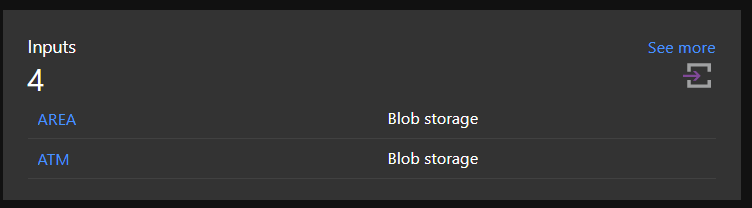 Inputs
See more
4
AREA Blob storage
ATM Blob storage